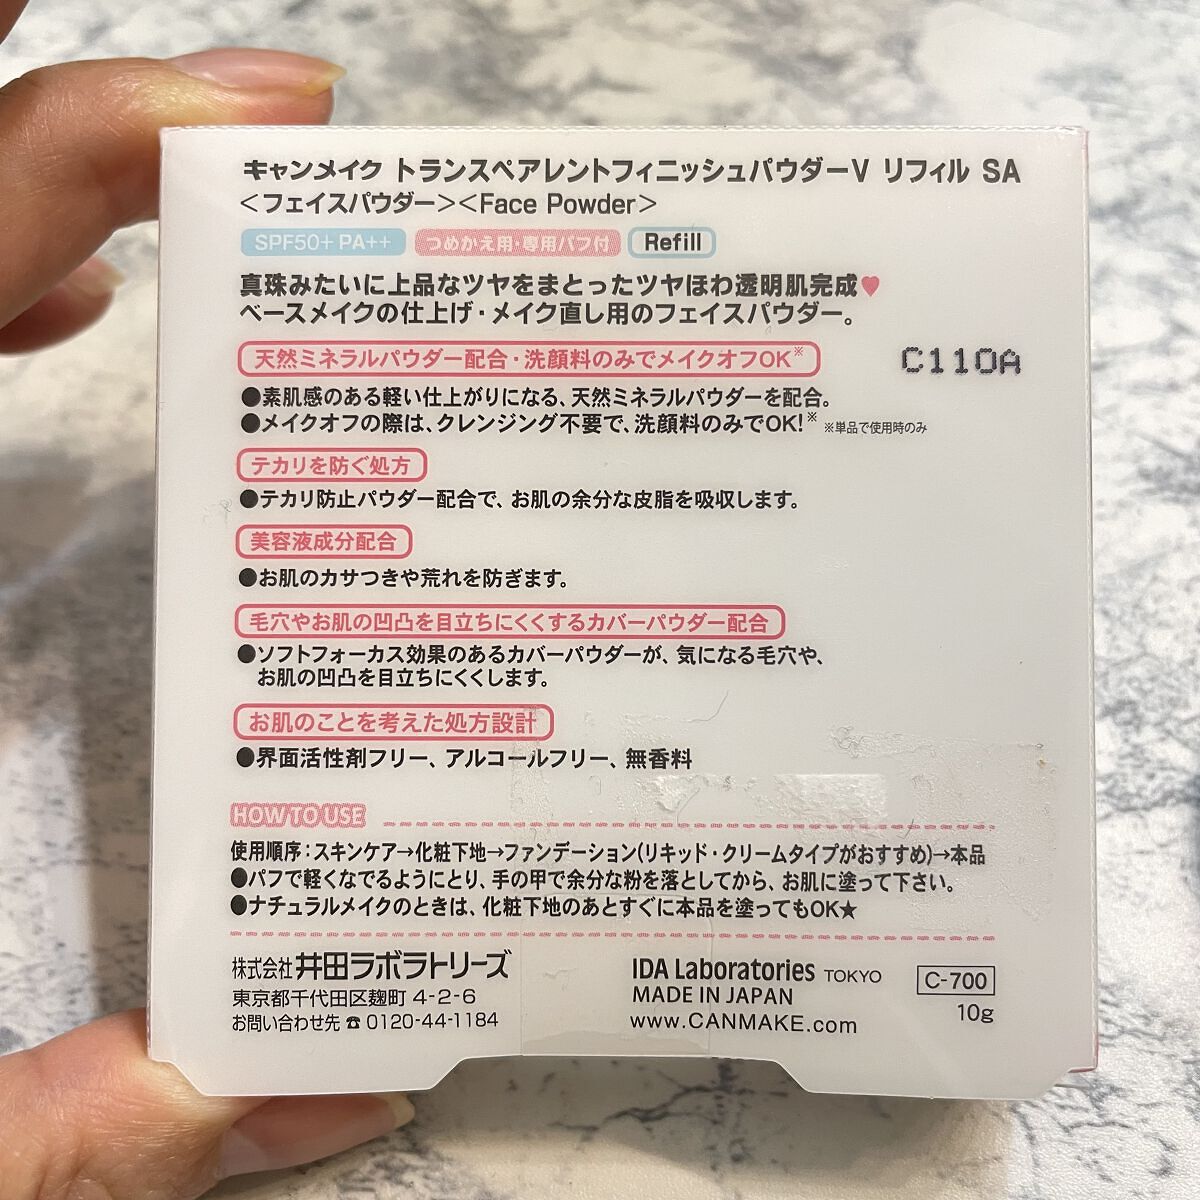 キャンメイク トランスペアレントフィニッシュパウダーV リフィル SA
＜フェイスパウダー＞＜Face Powder＞
SPF50+ PA++ つめかえ用・専用パフ付 Refill
真珠みたいに上品なツヤをまとったツヤほわ透明肌完成♥
ベースメイクの仕上げ・メイク直し用のフェイスパウダー。
天然ミネラルパウダー配合・洗顔料のみでメイクオフOK※
C110A
●素肌感のある軽い仕上がりになる、天然ミネラルパウダーを配合。
●メイクオフの際は、クレンジング不要で、洗顔料のみでOK!※ ※単品で使用時のみ
テカリを防ぐ処方
●テカリ防止パウダー配合で、お肌の余分な皮脂を吸収します。
美容液成分配合
●お肌のカサつきや荒れを防ぎます。
毛穴やお肌の凹凸を目立ちにくくするカバーパウダー配合
●ソフトフォーカス効果のあるカバーパウダーが、気になる毛穴や、
お肌の凹凸を目立ちにくくします。
お肌のことを考えた処方設計
●界面活性剤フリー、アルコールフリー、無香料
HOW TO USE
使用順序：スキンケア→化粧下地→ファンデーション(リキッド・クリームタイプがおすすめ)→本品
●パフで軽くなでるようにとり、手の甲で余分な粉を落としてから、お肌に塗って下さい。
●ナチュラルメイクのときは、化粧下地のあとすぐに本品を塗ってもOK★
株式会社 井田ラボラトリーズ
東京都千代田区麹町 4-2-6
お問い合わせ先 ☎ 0120-44-1184
IDA Laboratories TOKYO
MADE IN JAPAN
www.CANMAKE.com
C-700
10g